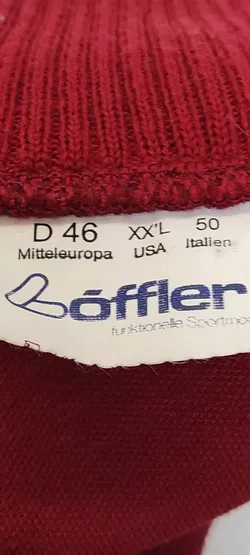 D 46 XX'L 50
Mitteleuropa USA Italien
Löffler
funktionelle